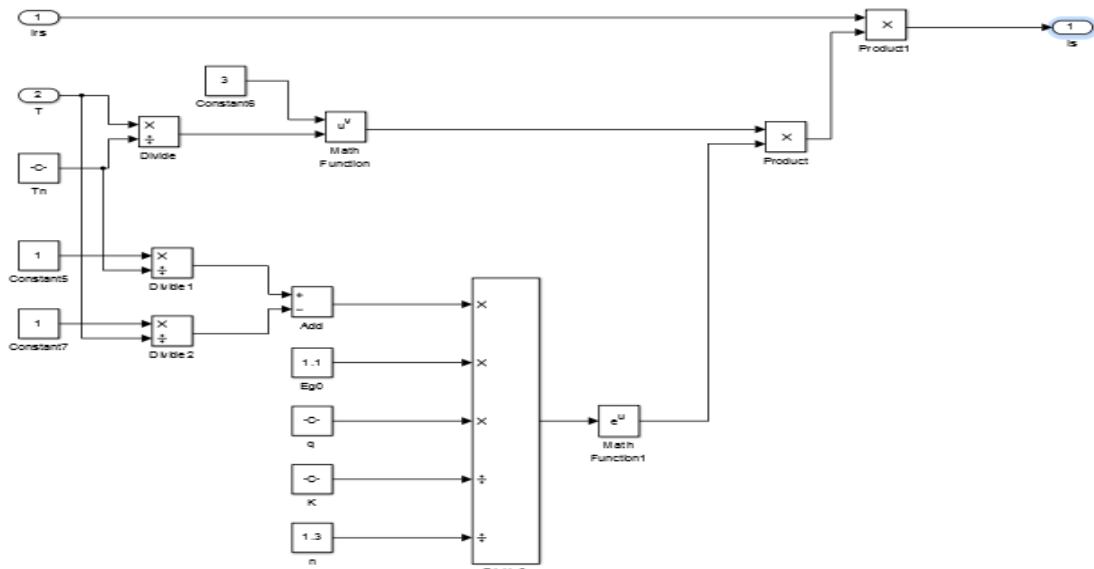 1
Irs
×
Product1
1
Is
3
Constant6
2
T
×
÷
Divide
u^v
Math
Function
×
Product
-C-
Tn
1
Constant5
×
÷
Divide1
1
Constant7
×
÷
Divide2
+
−
Add
×
1.1
Eg0
×
-C-
q
×
e^u
Math
Function1
-C-
K
÷
1.3
n
÷